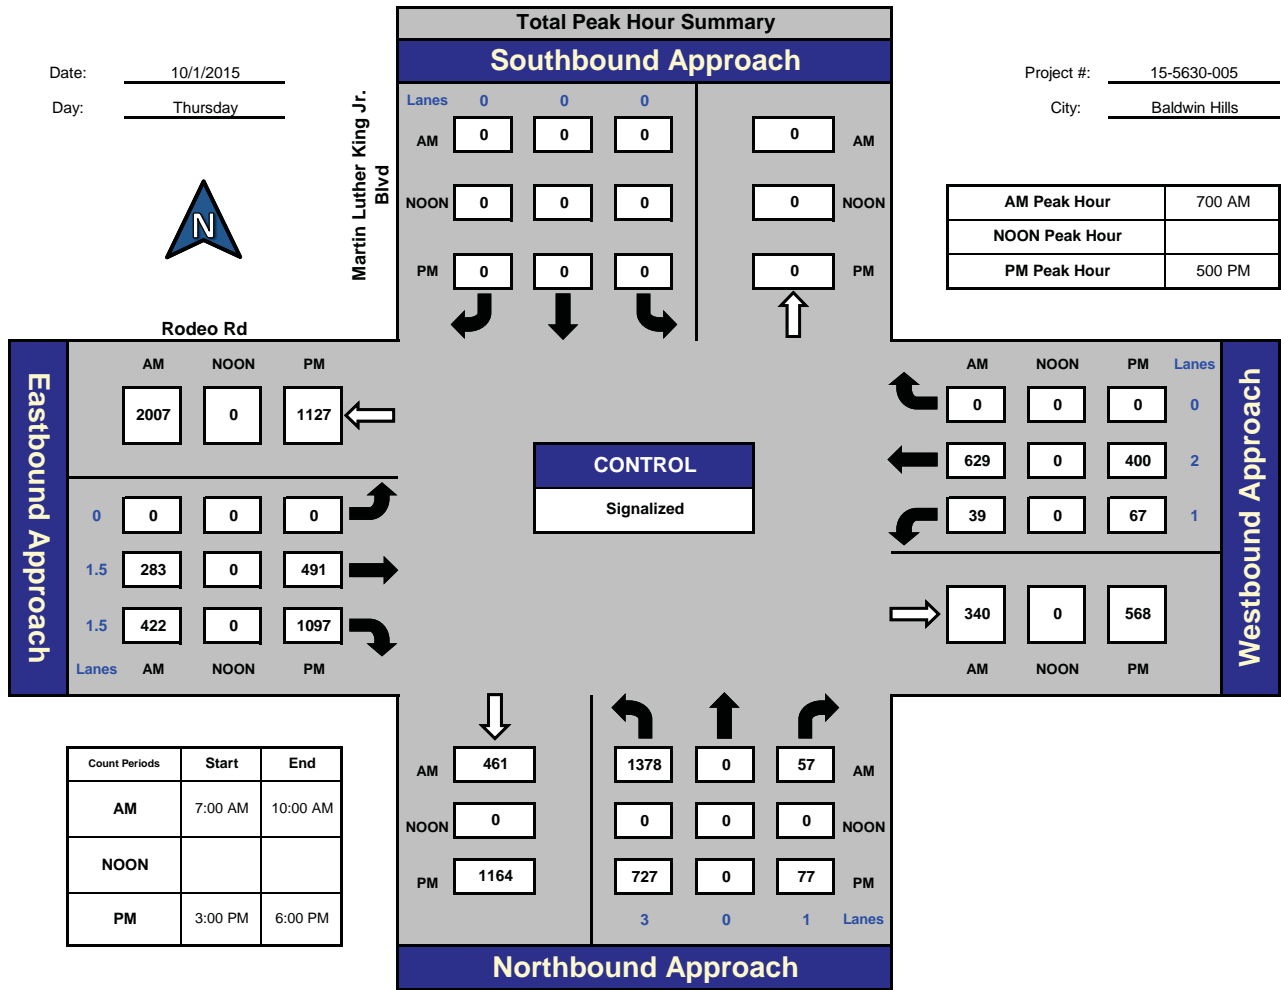 Total Peak Hour Summary
Southbound Approach
Date: 10/1/2015
Day: Thursday
Project #: 15-5630-005
City: Baldwin Hills
N
Martin Luther King Jr.
Blvd
Lanes 0 0 0
AM 0 0 0 0 AM
NOON 0 0 0 0 NOON
PM 0 0 0 0 PM
AM Peak Hour 700 AM
NOON Peak Hour
PM Peak Hour 500 PM
Rodeo Rd
Eastbound Approach
AM NOON PM
2007 0 1127
0 0 0 0
1.5 283 0 491
1.5 422 0 1097
Lanes AM NOON PM
CONTROL
Signalized
AM NOON PM Lanes
0 0 0 0
629 0 400 2
39 0 67 1
340 0 568
AM NOON PM
Westbound Approach
Count Periods Start End
AM 7:00 AM 10:00 AM
NOON
PM 3:00 PM 6:00 PM
AM 461 1378 0 57 AM
NOON 0 0 0 0 NOON
PM 1164 727 0 77 PM
3 0 1 Lanes
Northbound Approach